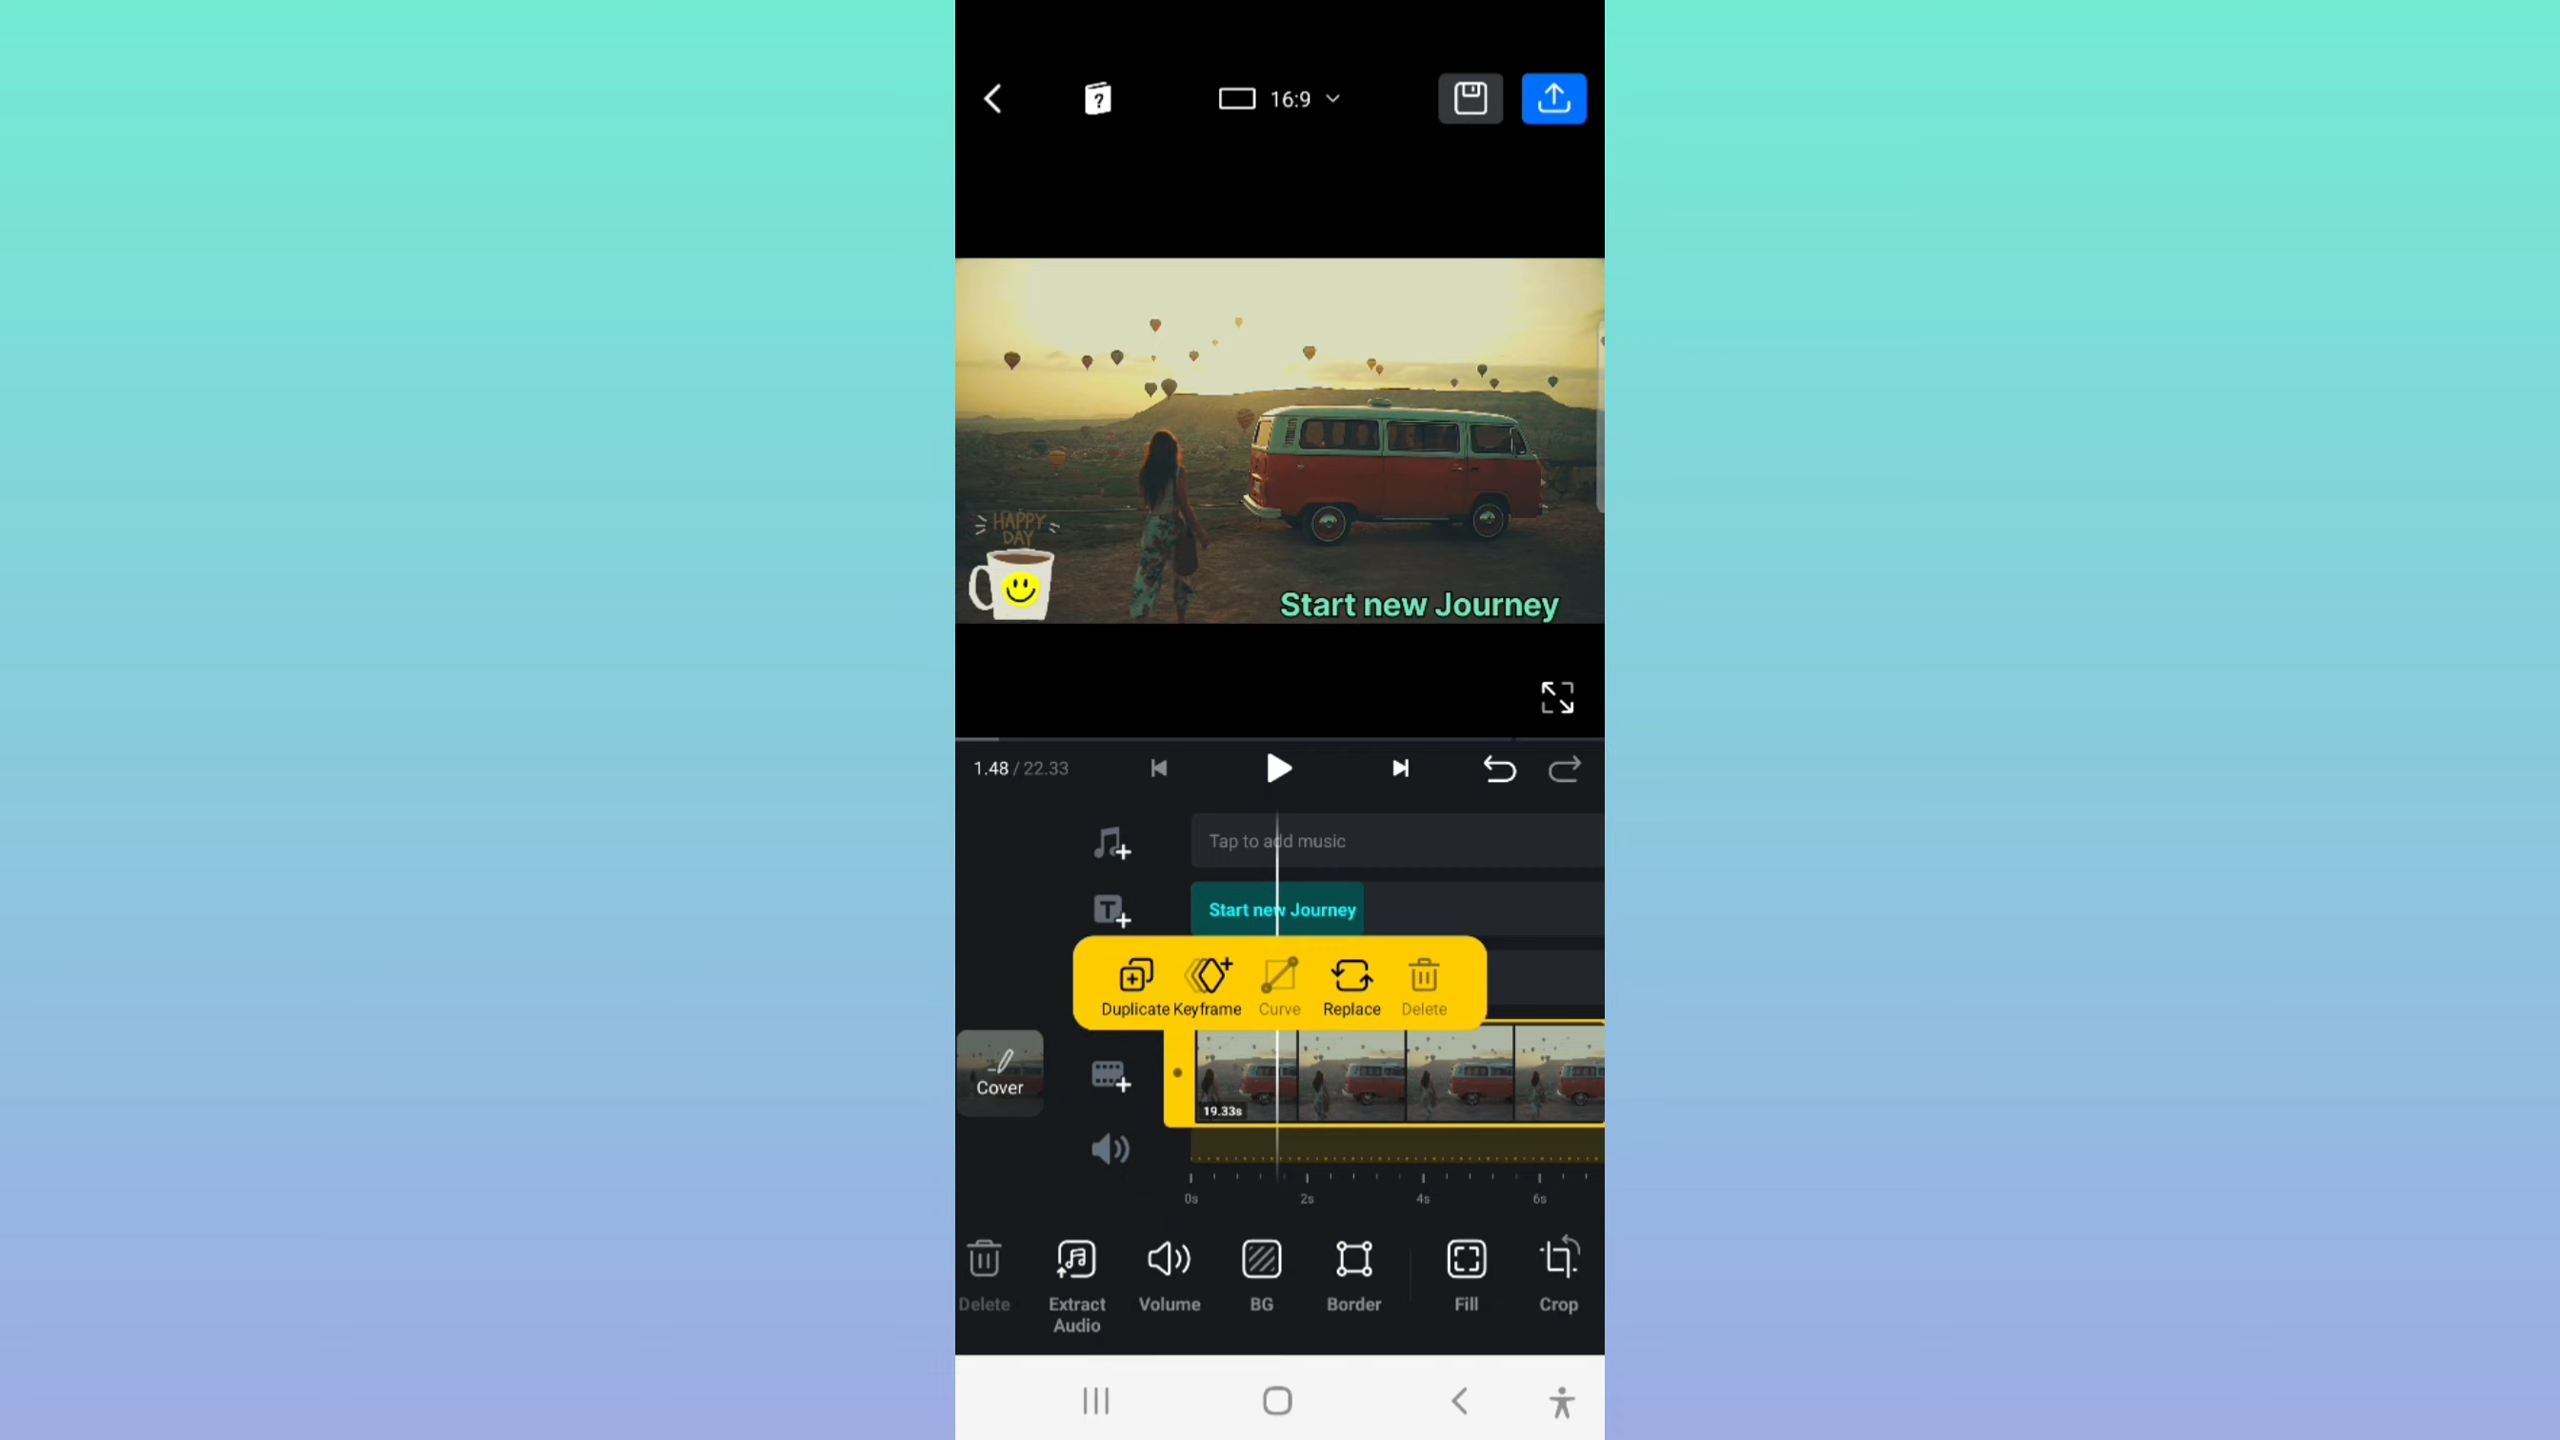 ?
16:9
HAPPY
DAY
Start new Journey
1.48 / 22.33
Tap to add music
T
Start new Journey
Duplicate Keyframe Curve Replace Delete
Cover
19.33s
0s 2s 4s 6s
Delete Extract Audio Volume BG Border Fill Crop